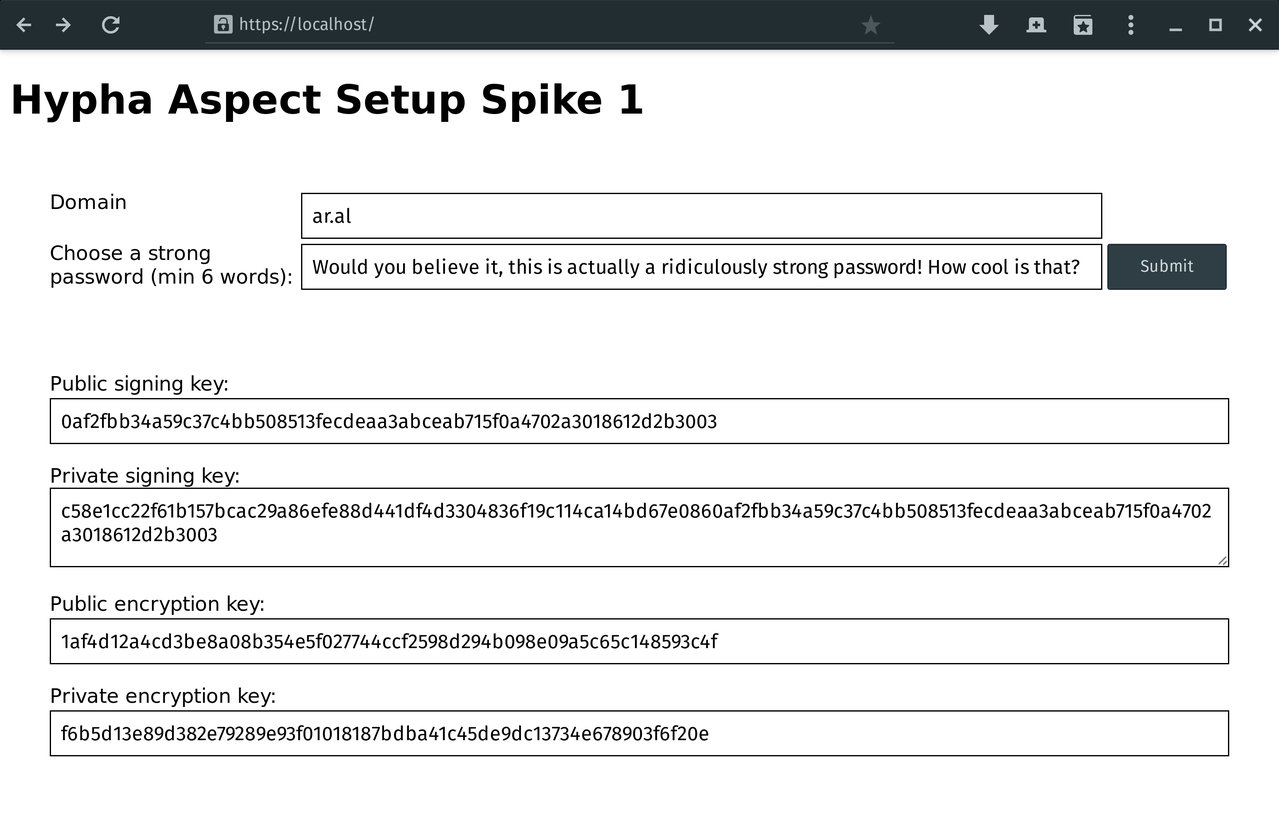 https://localhost/
Hypha Aspect Setup Spike 1
Domain
ar.al
Choose a strong
password (min 6 words):
Would you believe it, this is actually a ridiculously strong password! How cool is that?
Submit
Public signing key:
0af2fbb34a59c37c4bb508513fecdeaa3abceab715f0a4702a3018612d2b3003
Private signing key:
c58e1cc22f61b157bcac29a86efe88d441df4d3304836f19c114ca14bd67e0860af2fbb34a59c37c4bb508513fecdeaa3abceab715f0a4702
a3018612d2b3003
Public encryption key:
1af4d12a4cd3be8a08b354e5f027744ccf2598d294b098e09a5c65c148593c4f
Private encryption key:
f6b5d13e89d382e79289e93f01018187bdba41c45de9dc13734e678903f6f20e